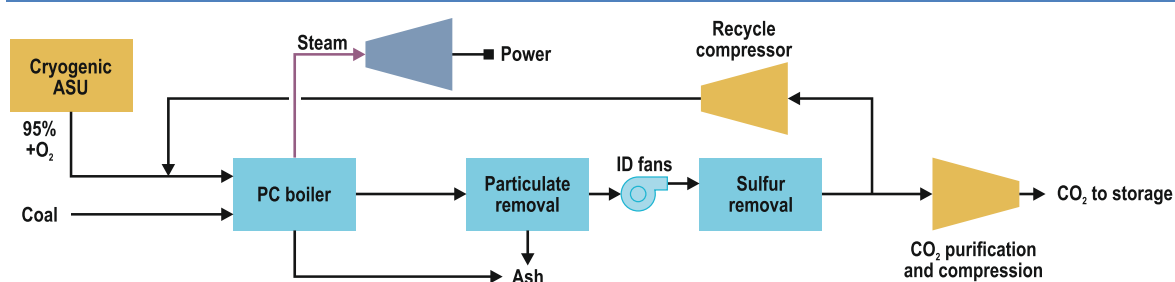 Recycle
compressor
Steam
Power
Cryogenic
ASU
95%
+O₂
ID fans
PC boiler
Particulate
removal
Sulfur
removal
Coal
CO₂ to storage
CO₂ purification
and compression
Ash